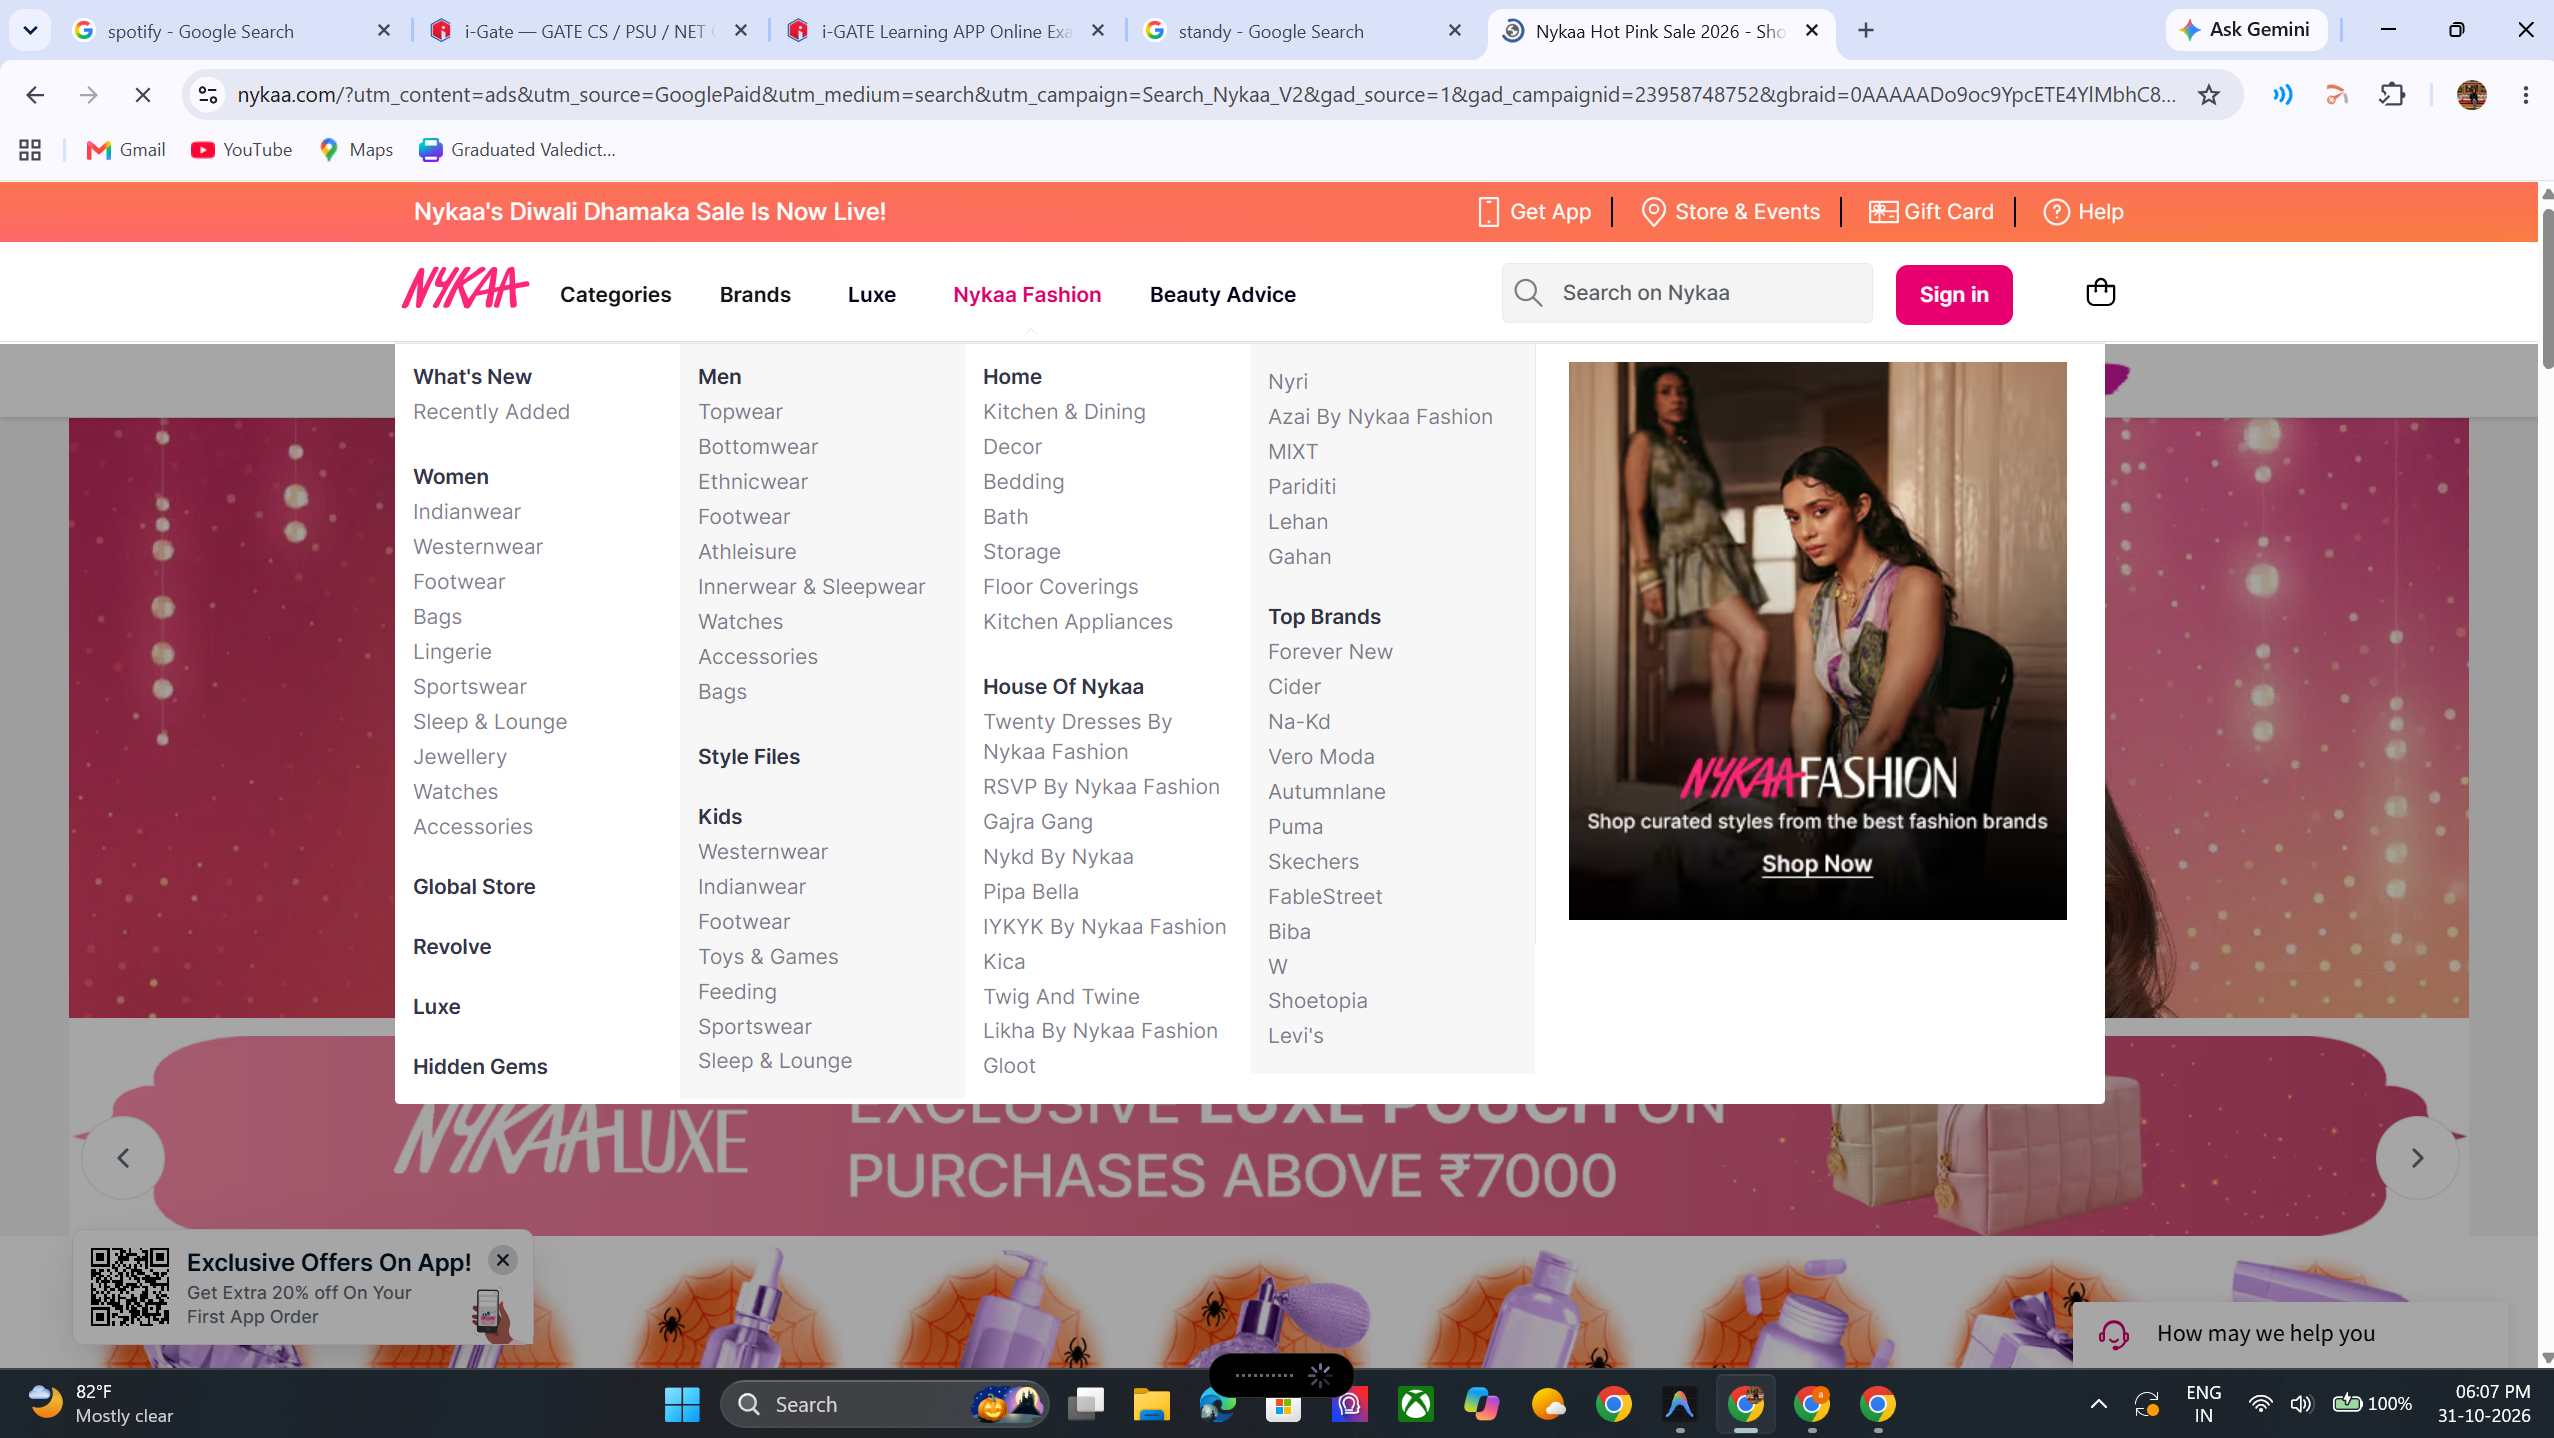 spotify - Google Search
i-Gate — GATE CS / PSU / NET
i-GATE Learning APP Online Exa
standy - Google Search
Nykaa Hot Pink Sale 2026 - Sho
Ask Gemini
nykaa.com/?utm_content=ads&utm_source=GooglePaid&utm_medium=search&utm_campaign=Search_Nykaa_V2&gad_source=1&gad_campaignid=23958748752&gbraid=0AAAAADo9oc9YpcETE4YlMbhC8...
Gmail
YouTube
Maps
Graduated Valedict...
Nykaa's Diwali Dhamaka Sale Is Now Live!
Get App
Store & Events
Gift Card
Help
NYKAA
Categories
Brands
Luxe
Nykaa Fashion
Beauty Advice
Search on Nykaa
Sign in
What's New
Recently Added
Women
Indianwear
Westernwear
Footwear
Bags
Lingerie
Sportswear
Sleep & Lounge
Jewellery
Watches
Accessories
Global Store
Revolve
Luxe
Hidden Gems
Men
Topwear
Bottomwear
Ethnicwear
Footwear
Athleisure
Innerwear & Sleepwear
Watches
Accessories
Bags
Style Files
Kids
Westernwear
Indianwear
Footwear
Toys & Games
Feeding
Sportswear
Sleep & Lounge
Home
Kitchen & Dining
Decor
Bedding
Bath
Storage
Floor Coverings
Kitchen Appliances
House Of Nykaa
Twenty Dresses By
Nykaa Fashion
RSVP By Nykaa Fashion
Gajra Gang
Nykd By Nykaa
Pipa Bella
IYKYK By Nykaa Fashion
Kica
Twig And Twine
Likha By Nykaa Fashion
Gloot
Nyri
Azai By Nykaa Fashion
MIXT
Pariditi
Lehan
Gahan
Top Brands
Forever New
Cider
Na-Kd
Vero Moda
Autumnlane
Puma
Skechers
FableStreet
Biba
W
Shoetopia
Levi's
NYKAA FASHION
Shop curated styles from the best fashion brands
Shop Now
NYKAA LUXE
EXCLUSIVE LUXE POUCH ON
PURCHASES ABOVE ₹7000
Exclusive Offers On App!
Get Extra 20% off On Your
First App Order
How may we help you
82°F
Mostly clear
Search
ENG
IN
100%
06:07 PM
31-10-2026